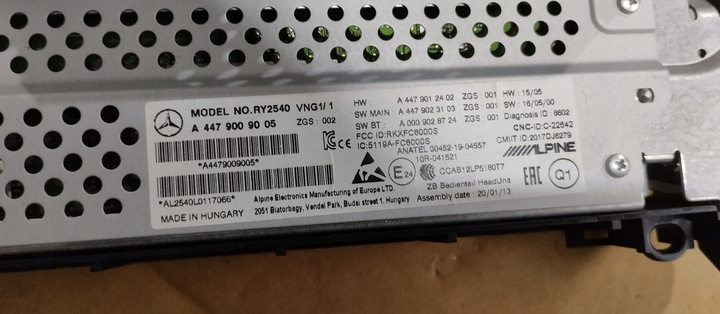 MODEL NO.RY2540 VNG1/ 1
A 447 900 90 05 ZGS : 002
*A4479009005*
*AL2540L0117066*
MADE IN HUNGARY
Alpine Electronics Manufacturing of Europe LTD.
2051 Biatorbagy, Vendel Park, Budai street 1. Hungary
HW : A 447 901 24 02 ZGS : 001 HW : 15/05
SW MAIN : A 447 902 31 03 ZGS : 001 SW : 16/05/00
SW BT : A 000 902 87 24 ZGS : 001 Diagnosis ID : 8602
FCC ID:RKXFC6000S
IC:5119A-FC6000S
CNC-ID:C-22642
CMIIT ID:2017DJ6279
ANATEL 00452-19-04557
10R-041521
ALPINE
CE
E24
CCAB12LP5180T7
ZB Bedienteil HeadUnit
Assembly date : 20/01/13
EAC
Q1